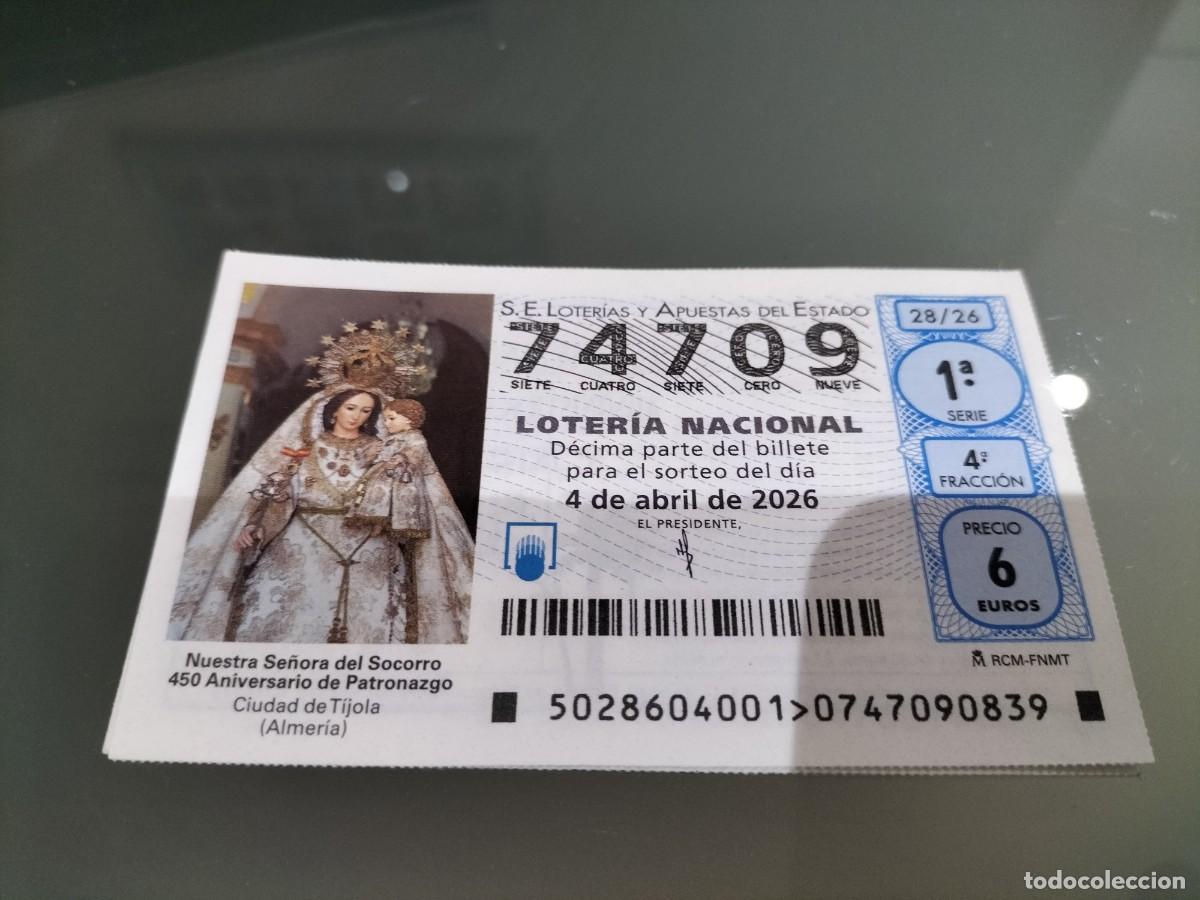 S. E. LOTERÍAS Y APUESTAS DEL ESTADO
74709
SIETE CUATRO SIETE CERO NUEVE
LOTERÍA NACIONAL
Décima parte del billete
para el sorteo del día
4 de abril de 2026
EL PRESIDENTE,
28/26
1ª
SERIE
4ª
FRACCIÓN
PRECIO
6
EUROS
RCM-FNMT
Nuestra Señora del Socorro
450 Aniversario de Patronazgo
Ciudad de Tíjola
(Almería)
5028604001>0747090839
todocoleccion